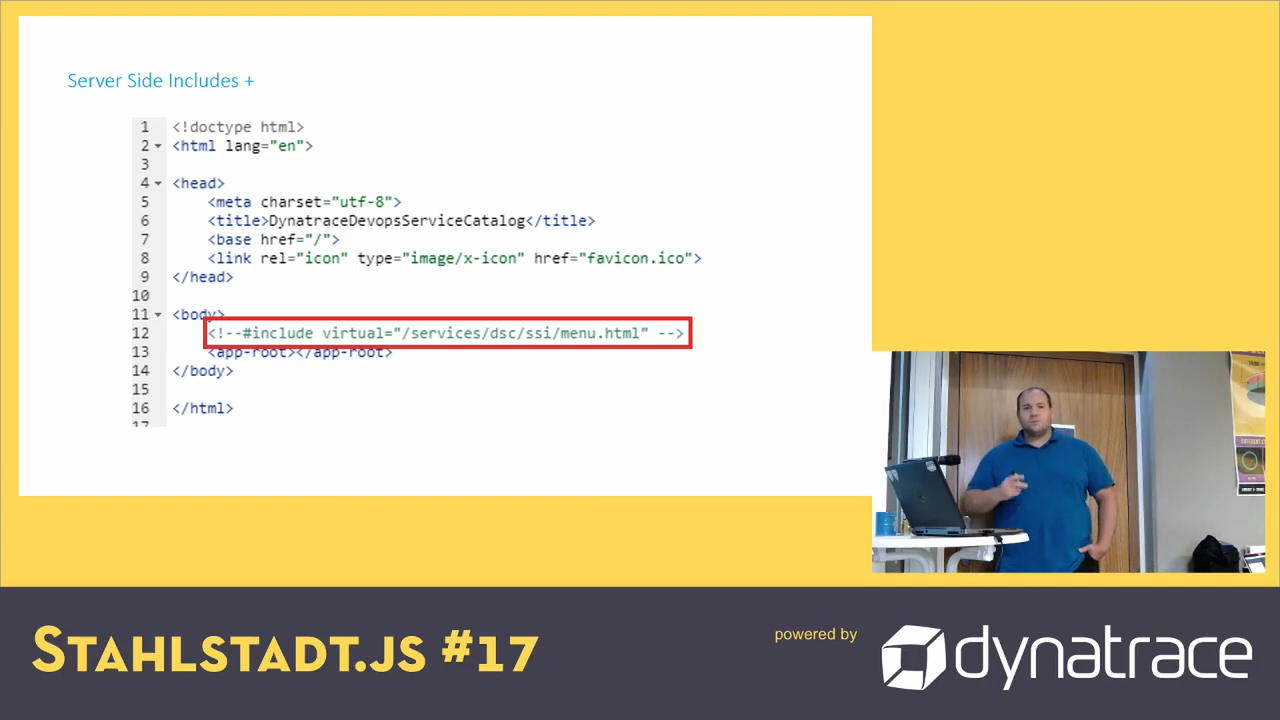 Server Side Includes +
1 <!doctype html>
2 <html lang="en">
3
4 <head>
5 <meta charset="utf-8">
6 <title>DynatraceDevopsServiceCatalog</title>
7 <base href="/">
8 <link rel="icon" type="image/x-icon" href="favicon.ico">
9 </head>
10
11 <body>
12 <!--#include virtual="/services/dsc/ssi/menu.html" -->
13 <app-root></app-root>
14 </body>
15
16 </html>
17
STAHLSTADT.JS #17
powered by
dynatrace